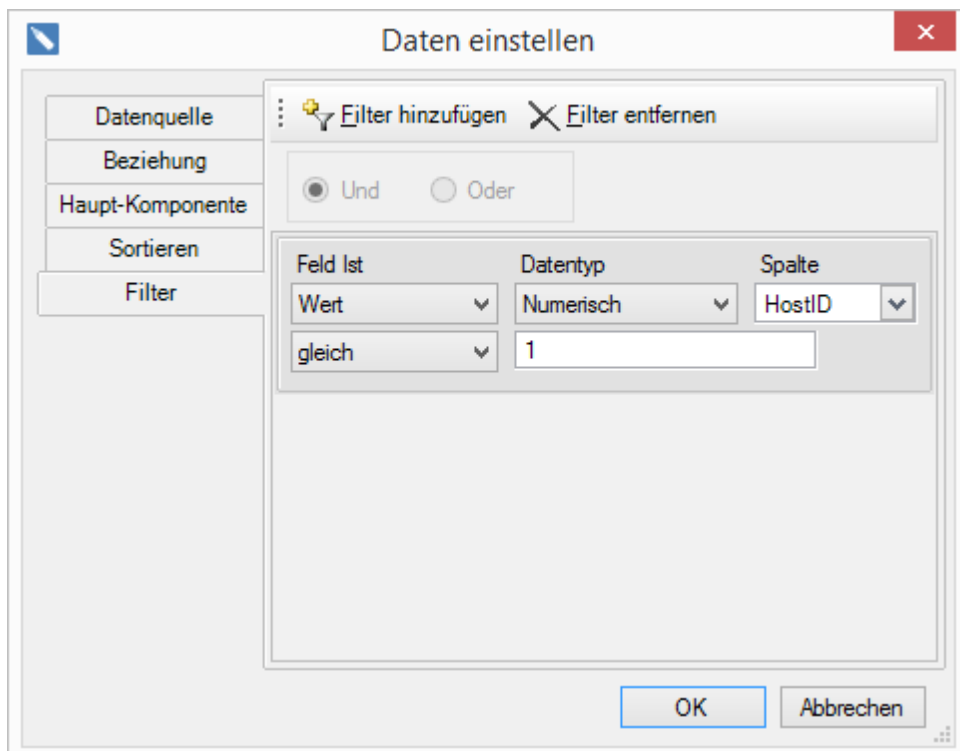 Daten einstellen
Datenquelle
Beziehung
Haupt-Komponente
Sortieren
Filter
Filter hinzufügen Filter entfernen
Und Oder
Feld Ist Datentyp Spalte
Wert Numerisch HostID
gleich 1
OK Abbrechen